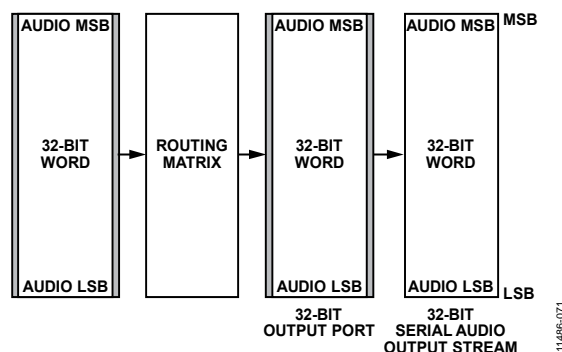 AUDIO MSB
32-BIT
WORD
AUDIO LSB
ROUTING
MATRIX
AUDIO MSB
32-BIT
WORD
AUDIO LSB
32-BIT
OUTPUT PORT
AUDIO MSB
32-BIT
WORD
AUDIO LSB
32-BIT
SERIAL AUDIO
OUTPUT STREAM
MSB
LSB
11486-071